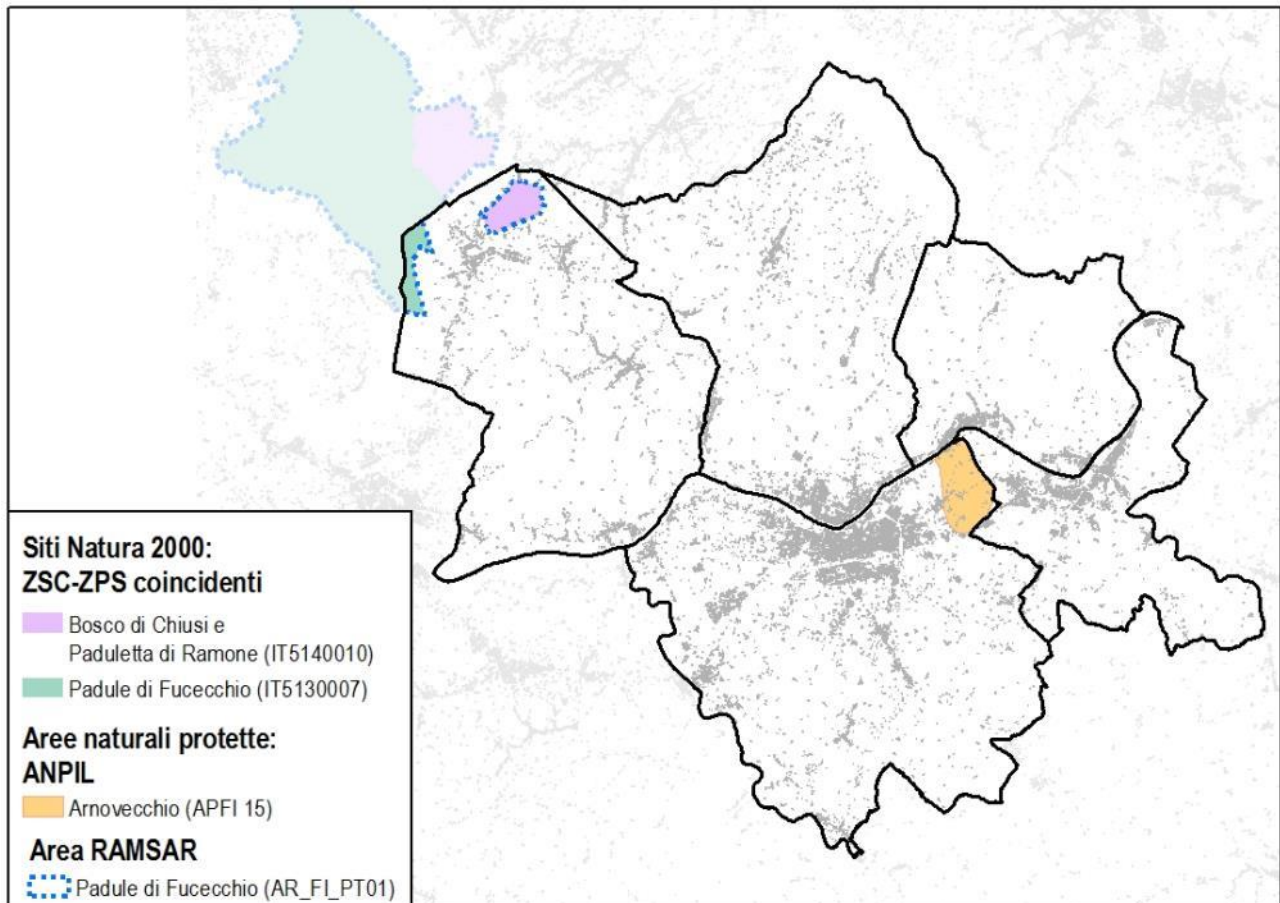 Siti Natura 2000:
ZSC-ZPS coincidenti
Bosco di Chiusi e
Paduletta di Ramone (IT5140010)
Padule di Fucecchio (IT5130007)
Aree naturali protette:
ANPIL
Arnovecchio (APFI 15)
Area RAMSAR
Padule di Fucecchio (AR_FI_PT01)